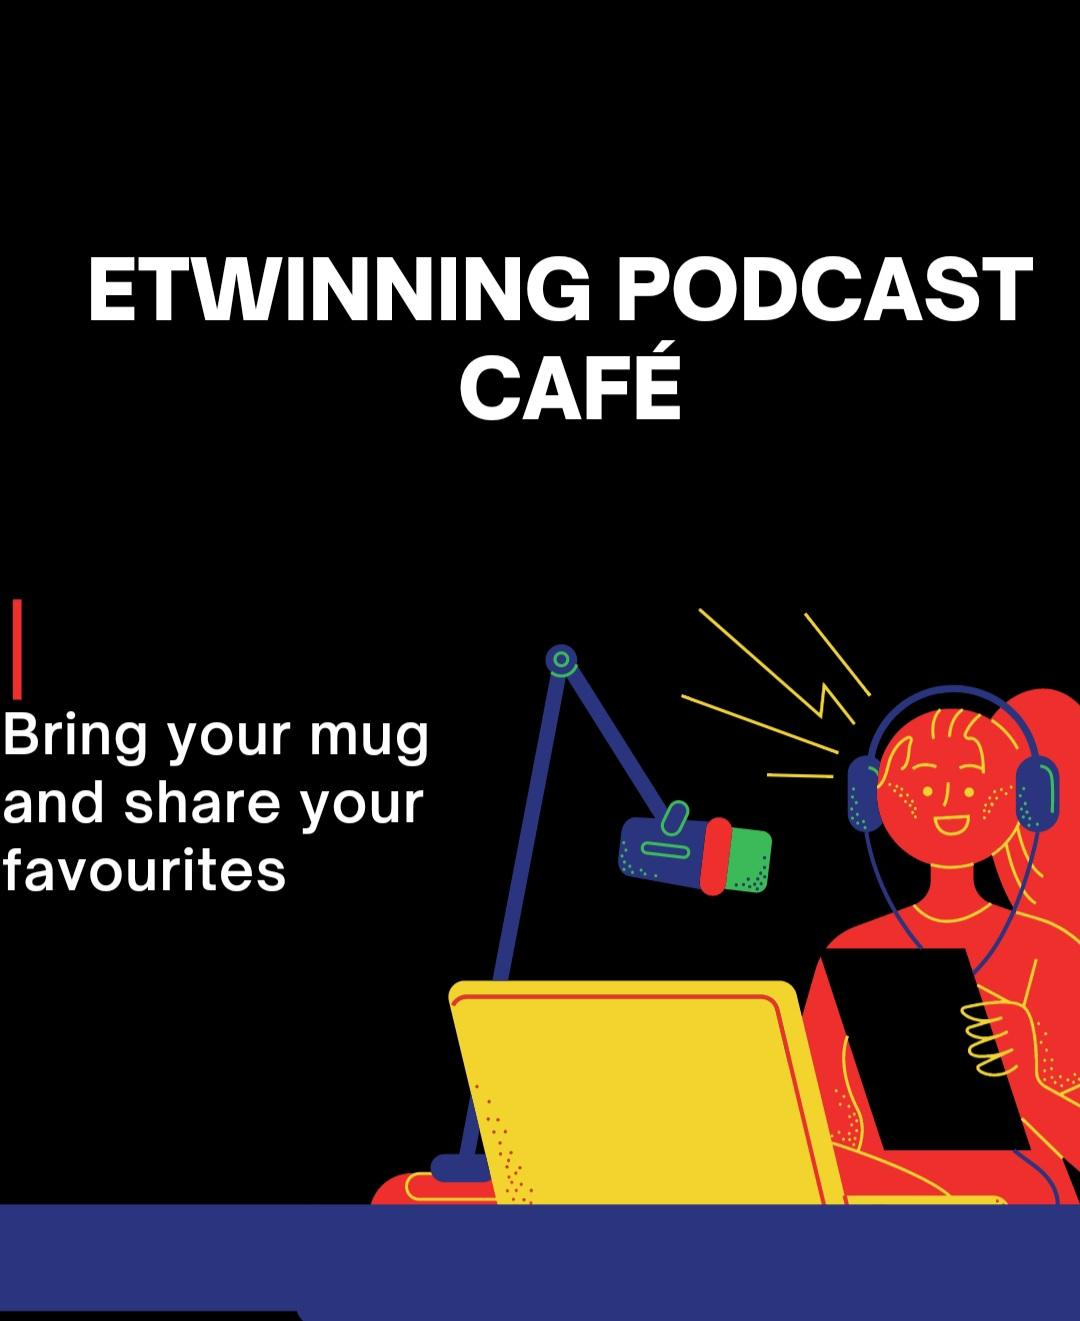 ETWINNING PODCAST
CAFÉ
Bring your mug
and share your
favourites